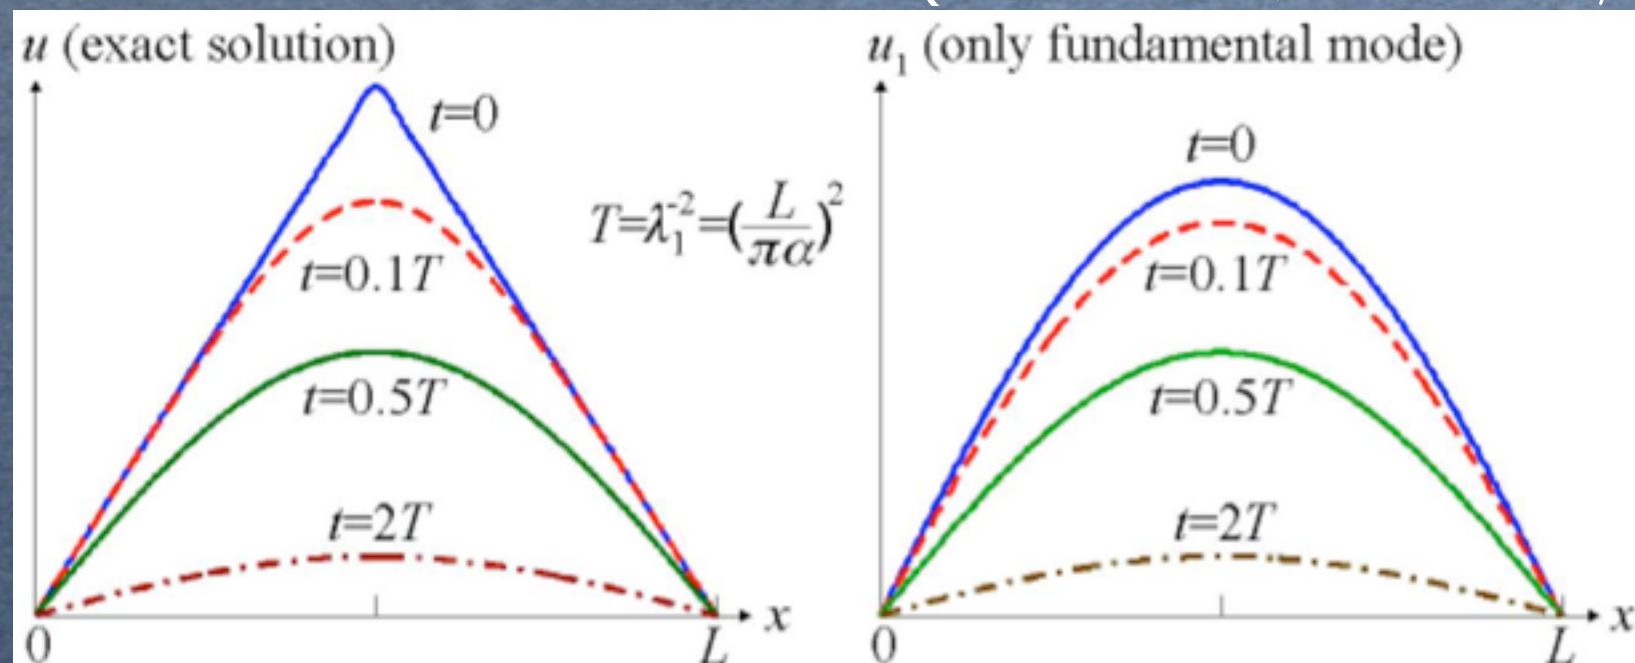 u (exact solution)
t=0
T=λ₁⁻²=(L/πα)²
t=0.1T
t=0.5T
t=2T
x
0
L
u₁ (only fundamental mode)
t=0
t=0.1T
t=0.5T
t=2T
x
0
L